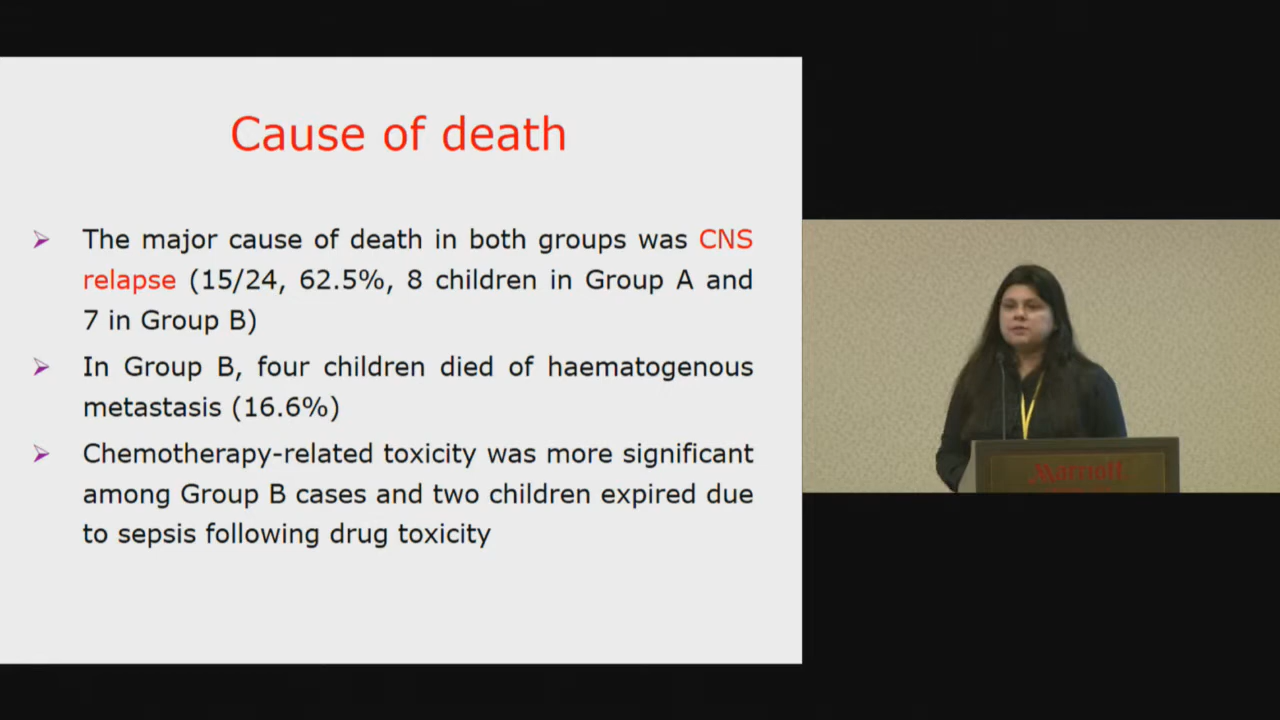 Cause of death
➢ The major cause of death in both groups was CNS
relapse (15/24, 62.5%, 8 children in Group A and
7 in Group B)
➢ In Group B, four children died of haematogenous
metastasis (16.6%)
➢ Chemotherapy-related toxicity was more significant
among Group B cases and two children expired due
to sepsis following drug toxicity
Marriott